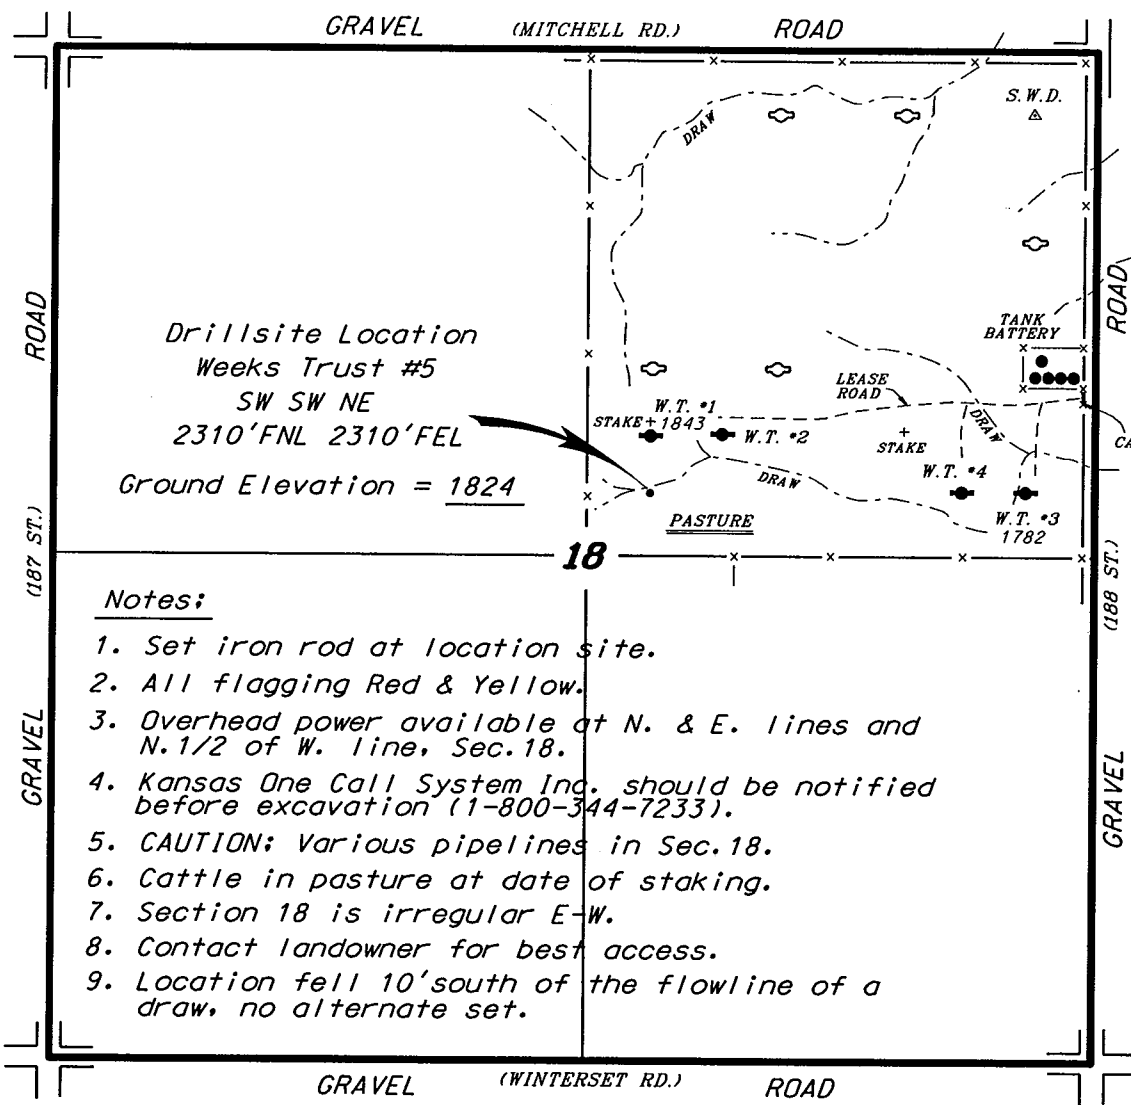 GRAVEL (MITCHELL RD.) ROAD
S.W.D.
DRAW
ROAD
ROAD
TANK
BATTERY
Drillsite Location
Weeks Trust #5
SW SW NE
2310'FNL 2310'FEL
Ground Elevation = 1824
LEASE
ROAD
W.T. #1
STAKE+ 1843
W.T. #2
STAKE
DRAW
CA
W.T. #4
DRAW
W.T. #3
1782
PASTURE
(187 ST.)
18
(188 ST.)
Notes:
1. Set iron rod at location site.
2. All flagging Red & Yellow.
3. Overhead power available at N. & E. lines and
N.1/2 of W. line, Sec.18.
4. Kansas One Call System Inc. should be notified
before excavation (1-800-344-7233).
5. CAUTION: Various pipelines in Sec.18.
6. Cattle in pasture at date of staking.
7. Section 18 is irregular E-W.
8. Contact landowner for best access.
9. Location fell 10'south of the flowline of a
draw, no alternate set.
GRAVEL
GRAVEL
GRAVEL (WINTERSET RD.) ROAD